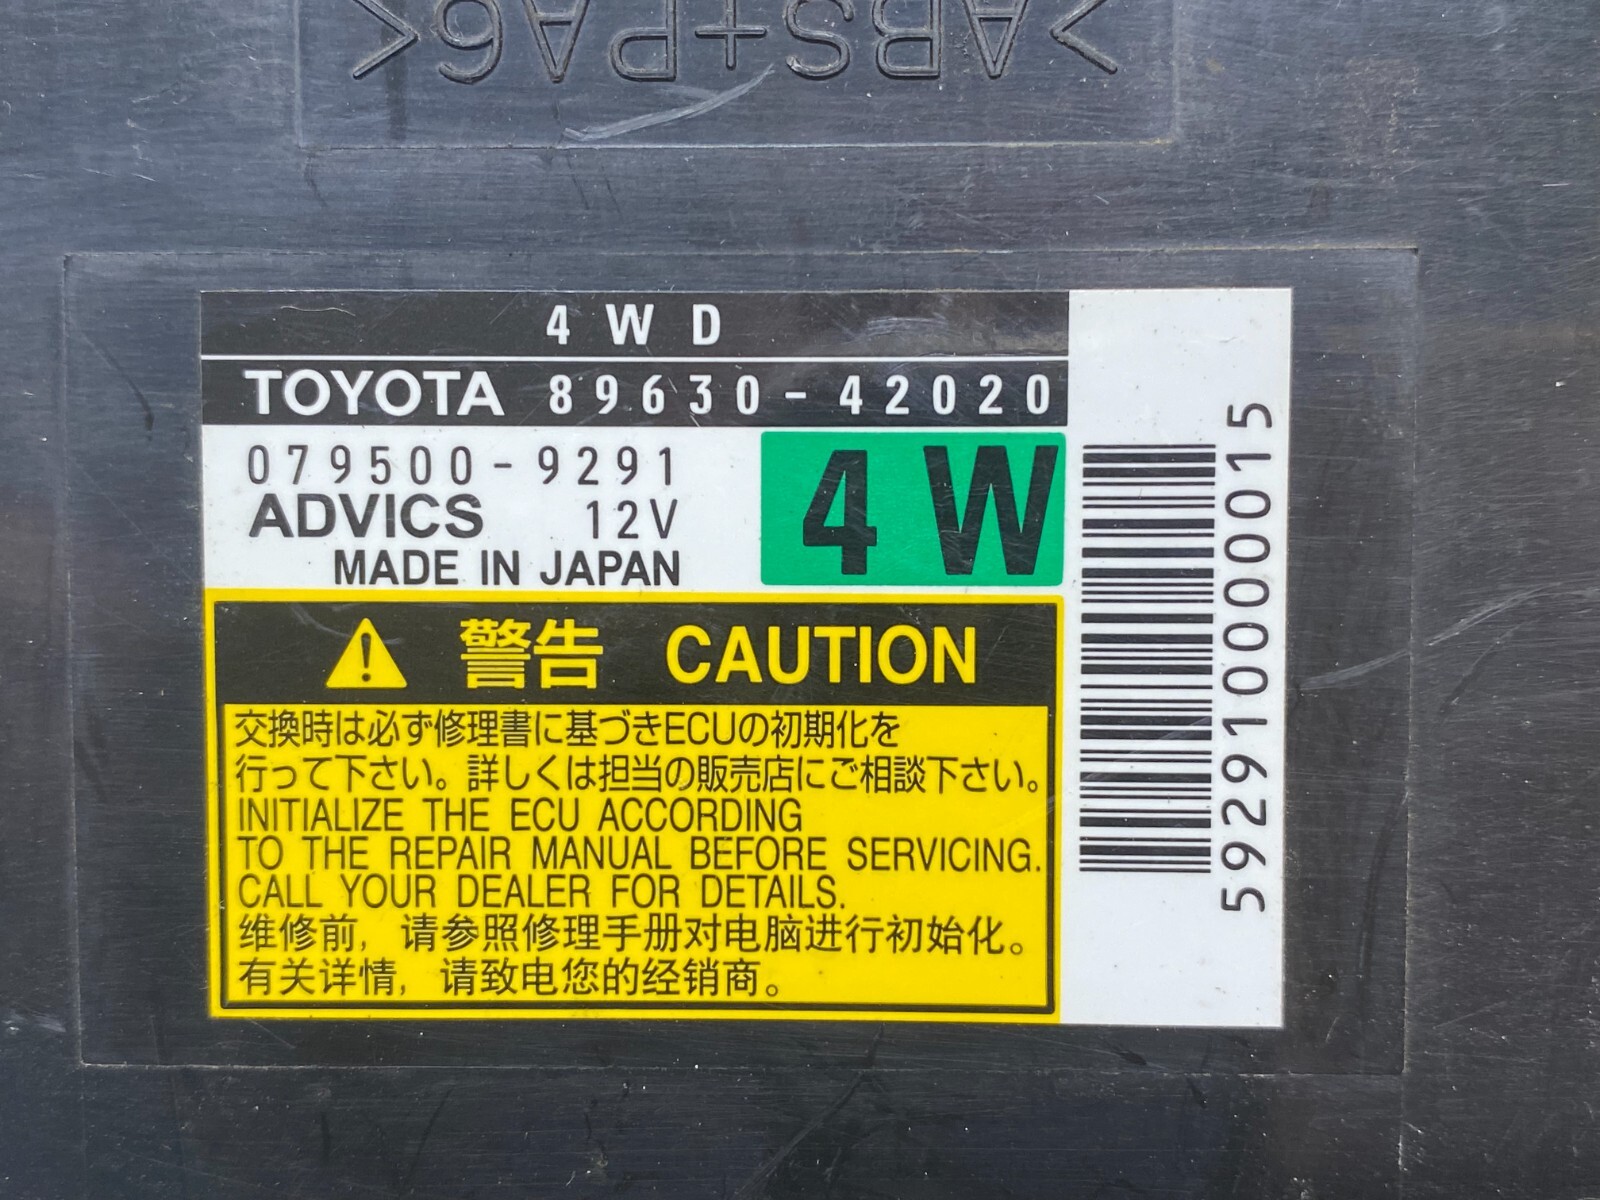 >ABS+PA6<
4WD
TOYOTA 89630-42020
079500-9291
ADVICS 12V
MADE IN JAPAN
4W
592910000015
警告 CAUTION
交換時は必ず修理書に基づきECUの初期化を
行って下さい。詳しくは担当の販売店にご相談下さい。
INITIALIZE THE ECU ACCORDING
TO THE REPAIR MANUAL BEFORE SERVICING.
CALL YOUR DEALER FOR DETAILS.
维修前, 请参照修理手册对电脑进行初始化。
有关详情, 请致电您的经销商。